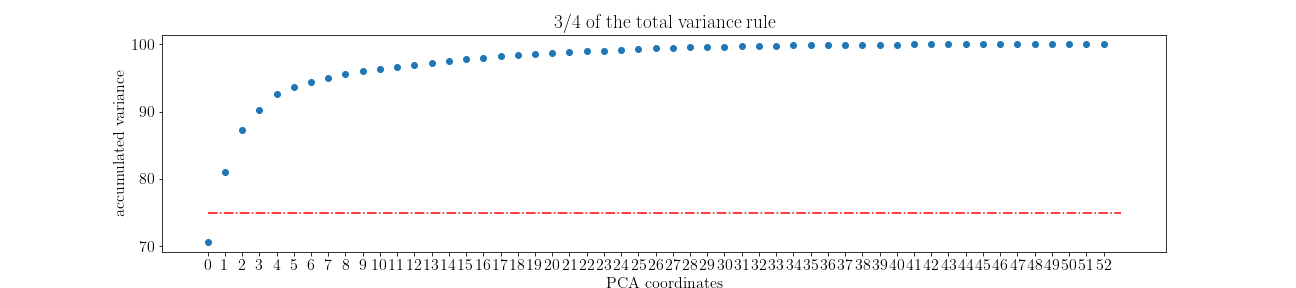 3/4 of the total variance rule
accumulated variance
100
90
80
70
0 1 2 3 4 5 6 7 8 9 10 11 12 13 14 15 16 17 18 19 20 21 22 23 24 25 26 27 28 29 30 31 32 33 34 35 36 37 38 39 40 41 42 43 44 45 46 47 48 49 50 51 52
PCA coordinates